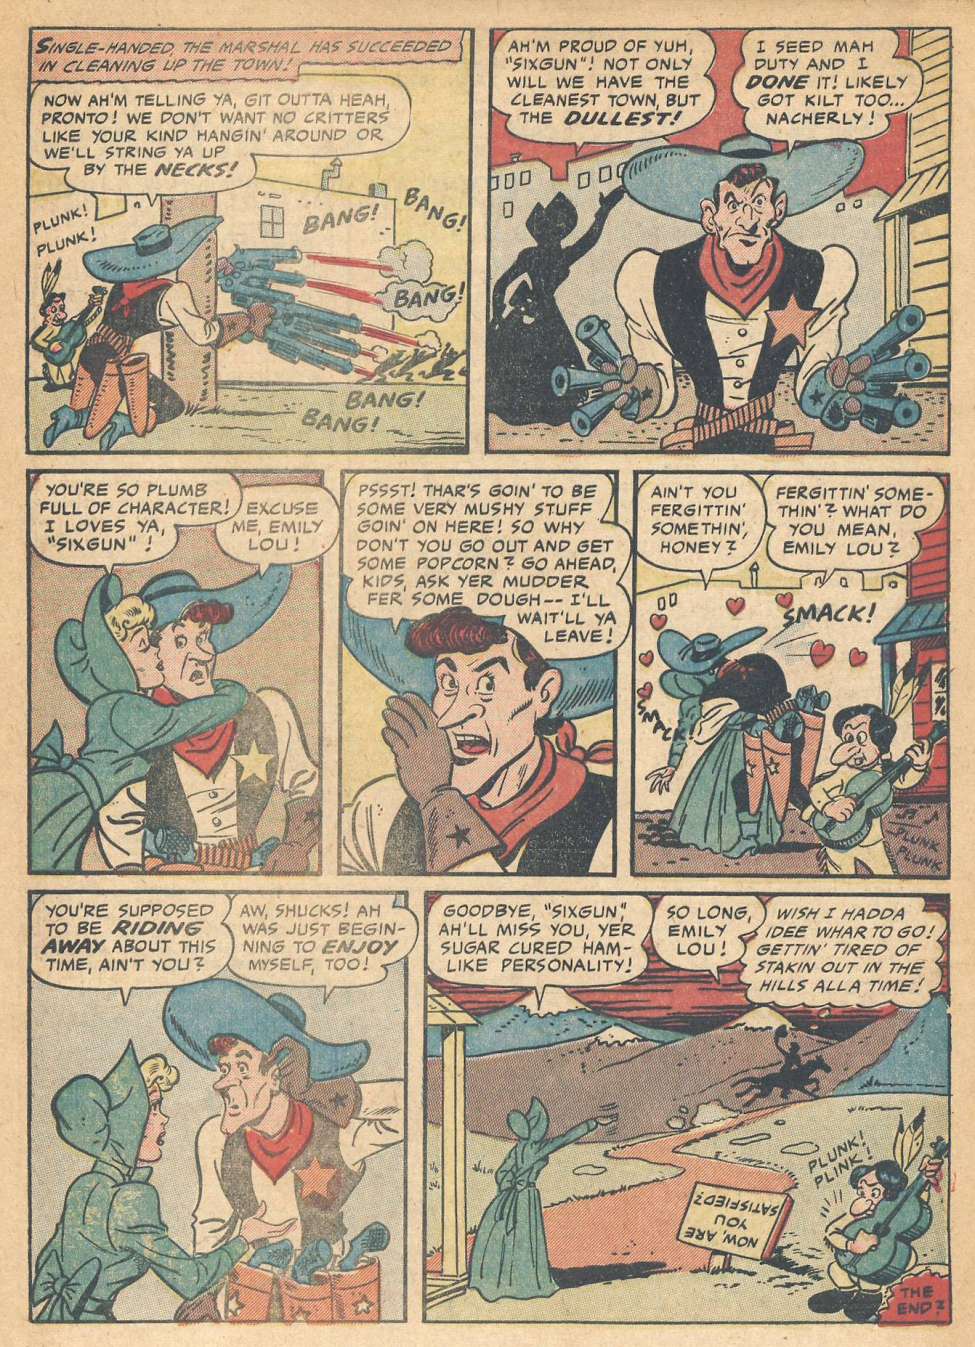 SINGLE-HANDED, THE MARSHAL HAS SUCCEEDED
IN CLEANING UP THE TOWN!
NOW AH'M TELLING YA, GIT OUTTA HEAH,
PRONTO! WE DON'T WANT NO CRITTERS
LIKE YOUR KIND HANGIN' AROUND OR
WE'LL STRING YA UP
BY THE NECKS!
PLUNK!
PLUNK!
BANG!
BANG!
BANG!
BANG!
BANG!
AH'M PROUD OF YUH,
"SIXGUN"! NOT ONLY
WILL WE HAVE THE
CLEANEST TOWN, BUT
THE DULLEST!
I SEED MAH
DUTY AND I
DONE IT! LIKELY
GOT KILT TOO...
NACHERLY!
YOU'RE SO PLUMB
FULL OF CHARACTER!
I LOVES YA,
"SIXGUN"!
EXCUSE
ME, EMILY
LOU!
PSSST! THAR'S GOIN' TO BE
SOME VERY MUSHY STUFF
GOIN' ON HERE! SO WHY
DON'T YOU GO OUT AND GET
SOME POPCORN? GO AHEAD,
KIDS, ASK YER MUDDER
FER SOME DOUGH-- I'LL
WAIT'LL YA
LEAVE!
AIN'T YOU
FERGITTIN'
SOMETHIN',
HONEY?
FERGITTIN' SOME-
THIN'? WHAT DO
YOU MEAN,
EMILY LOU?
SMACK!
SMACK!
PLUNK
PLUNK
YOU'RE SUPPOSED
TO BE RIDING
AWAY ABOUT THIS
TIME, AIN'T YOU?
AW, SHUCKS! AH
WAS JUST BEGIN-
NING TO ENJOY
MYSELF, TOO!
GOODBYE, "SIXGUN",
AH'LL MISS YOU, YER
SUGAR CURED HAM-
LIKE PERSONALITY!
SO LONG,
EMILY
LOU!
WISH I HADDA
IDEE WHAR TO GO!
GETTIN' TIRED OF
STAKIN OUT IN THE
HILLS ALLA TIME!
PLUNK!
PLINK!
NOW, ARE
YOU
SATISFIED?
THE
END?